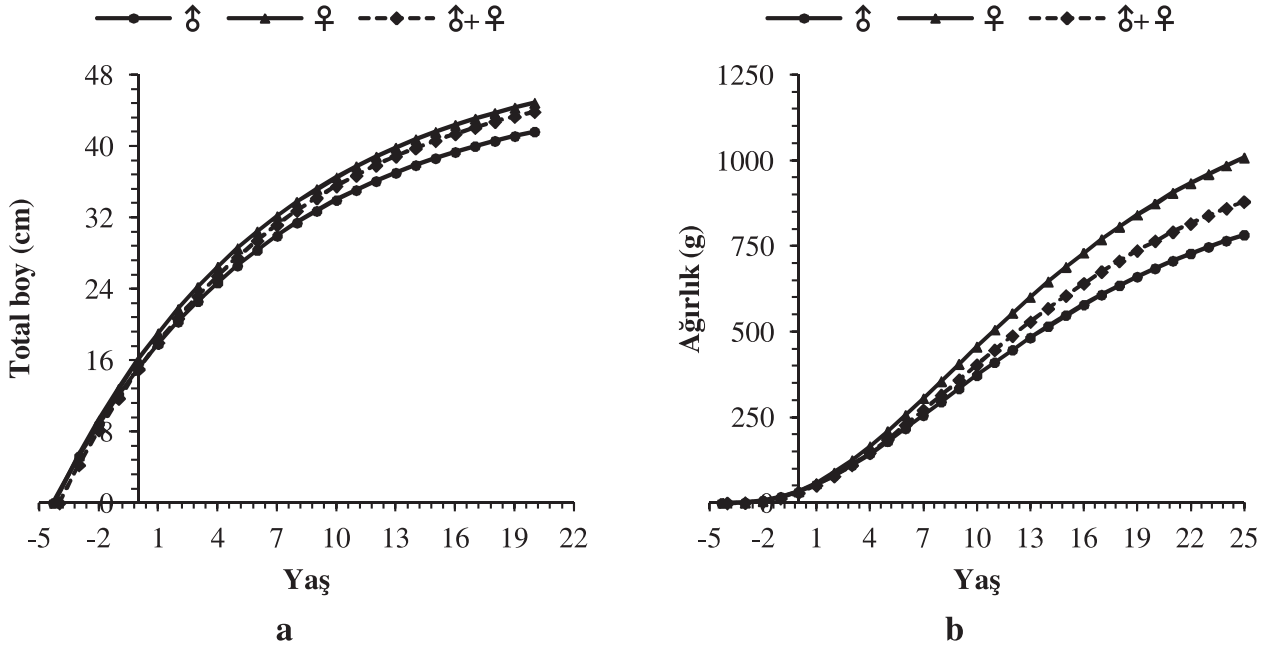 ♂ ♀ ♂+♀
48
40
32
24
16
8
0
Total boy (cm)
-5 -2 1 4 7 10 13 16 19 22
Yaş
a
♂ ♀ ♂+♀
1250
1000
750
500
250
0
Ağırlık (g)
-5 -2 1 4 7 10 13 16 19 22 25
Yaş
b